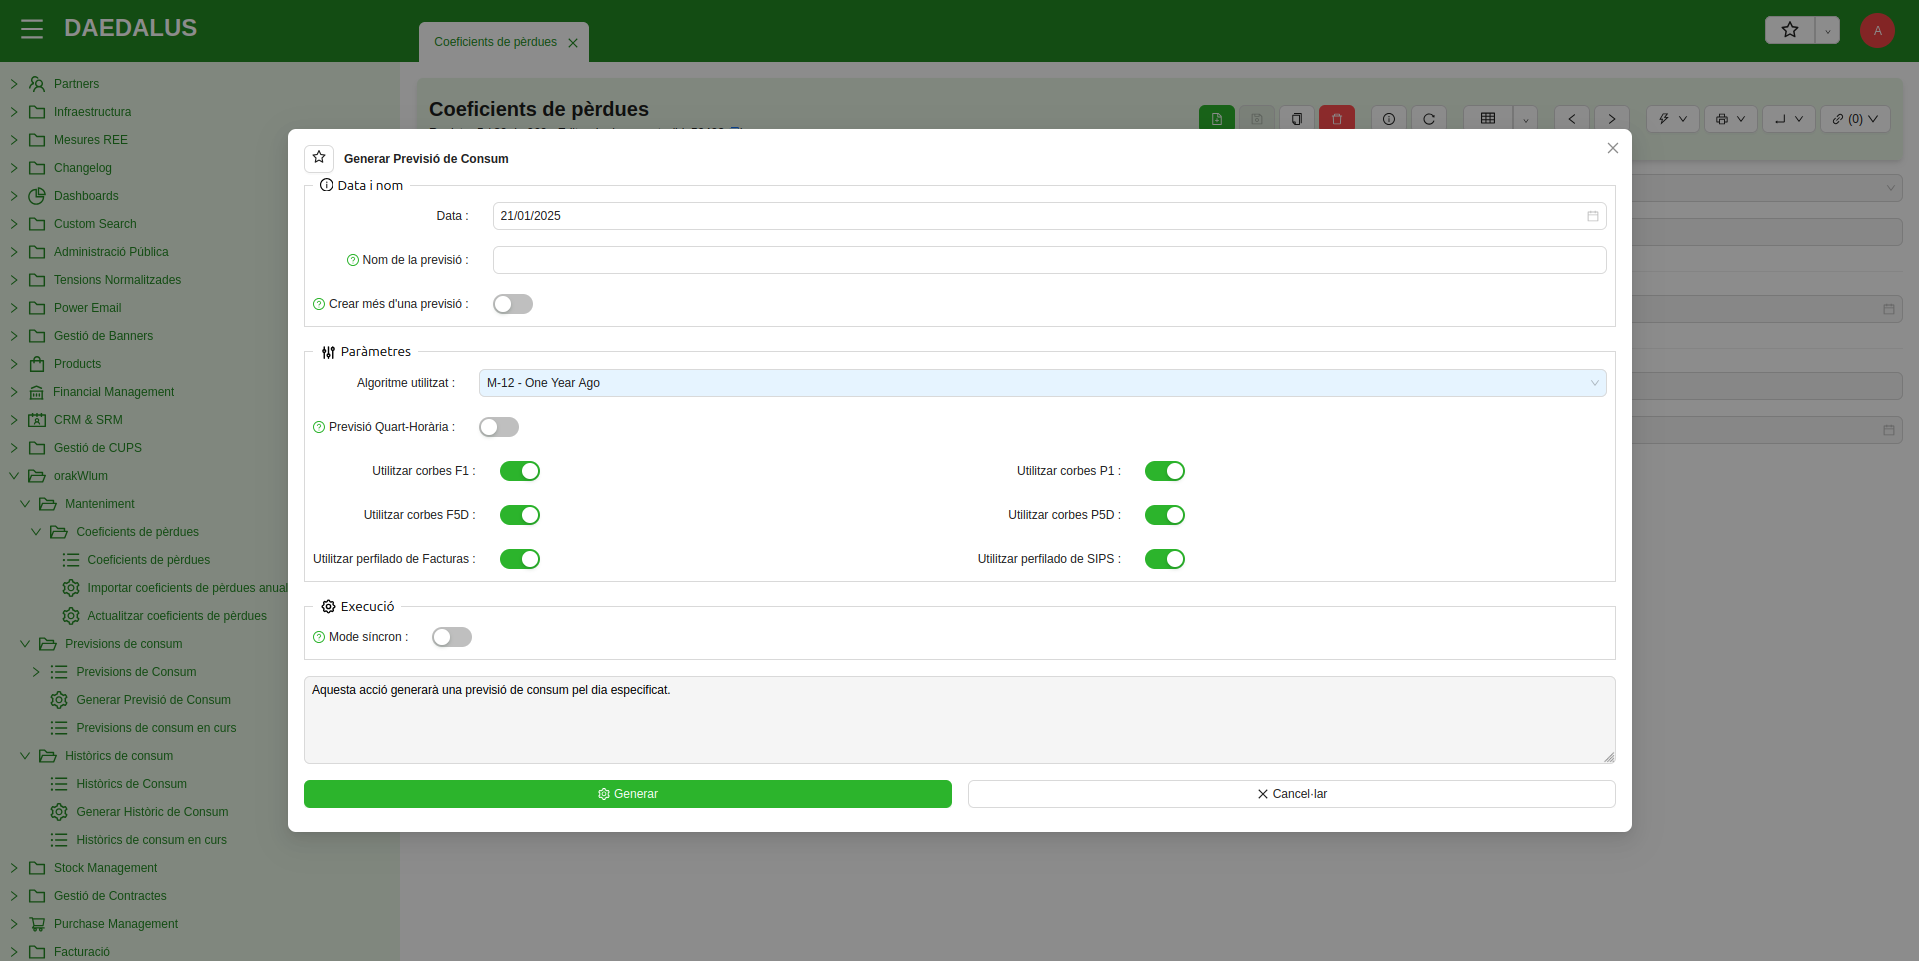 DAEDALUS
Coeficients de pèrdues
A
Partners
Infraestructura
Mesures REE
Changelog
Dashboards
Custom Search
Administració Pública
Tensions Normalitzades
Power Email
Gestió de Banners
Products
Financial Management
CRM & SRM
Gestió de CUPS
orakWlum
Manteniment
Coeficients de pèrdues
Coeficients de pèrdues
Importar coeficients de pèrdues anual
Actualitzar coeficients de pèrdues
Previsions de consum
Previsions de Consum
Generar Previsió de Consum
Previsions de consum en curs
Històrics de consum
Històrics de Consum
Generar Històric de Consum
Històrics de consum en curs
Stock Management
Gestió de Contractes
Purchase Management
Facturació
Coeficients de pèrdues
(0)
Generar Previsió de Consum
Data i nom
Data :
21/01/2025
Nom de la previsió :
Crear més d'una previsió :
Paràmetres
Algoritme utilitzat :
M-12 - One Year Ago
Previsió Quart-Horària :
Utilitzar corbes F1 :
Utilitzar corbes P1 :
Utilitzar corbes F5D :
Utilitzar corbes P5D :
Utilitzar perfilado de Facturas :
Utilitzar perfilado de SIPS :
Execució
Mode síncron :
Aquesta acció generarà una previsió de consum pel dia especificat.
Generar
Cancel·lar